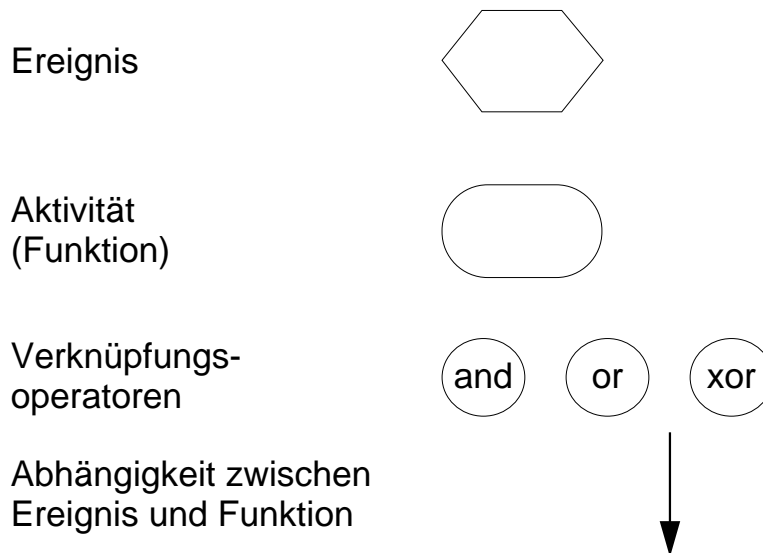 Ereignis
Aktivität
(Funktion)
Verknüpfungs-
operatoren
and or xor
Abhängigkeit zwischen
Ereignis und Funktion